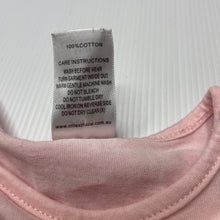 100%COTTON
CARE INSTRUCTIONS
WASH BEFORE WEAR
TURN GARMENT INSIDE OUT
WARM GENTLE MACHINE WASH
DO NOT BLEACH
DO NOT TUMBLE DRY
COOL IRON ON REVERSE SIDE
DO NOT DRY CLEAN